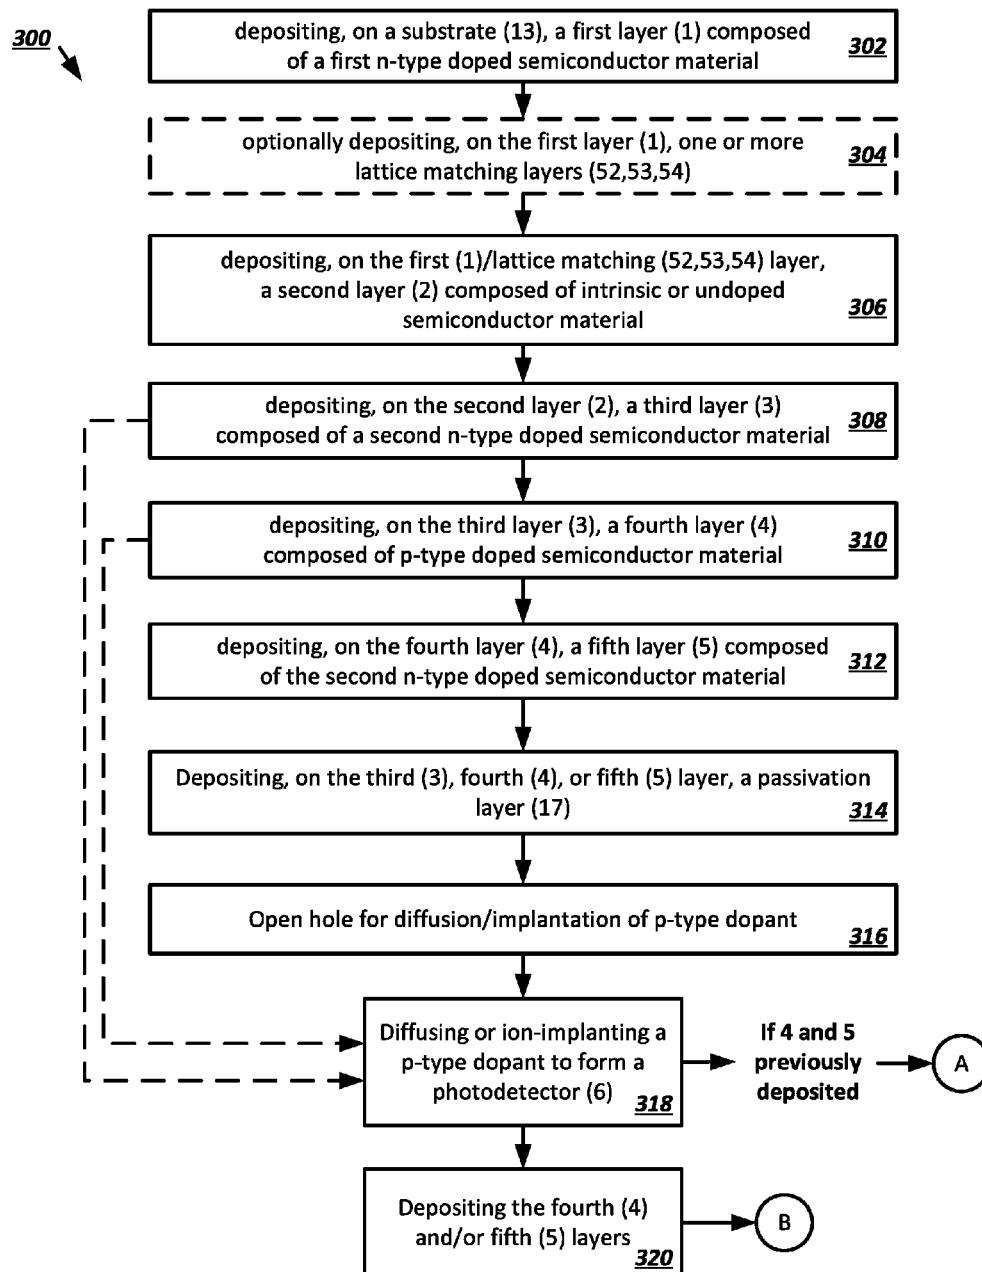 300
depositing, on a substrate (13), a first layer (1) composed
of a first n-type doped semiconductor material
302
optionally depositing, on the first layer (1), one or more
lattice matching layers (52,53,54)
304
depositing, on the first (1)/lattice matching (52,53,54) layer,
a second layer (2) composed of intrinsic or undoped
semiconductor material
306
depositing, on the second layer (2), a third layer (3)
composed of a second n-type doped semiconductor material
308
depositing, on the third layer (3), a fourth layer (4)
composed of p-type doped semiconductor material
310
depositing, on the fourth layer (4), a fifth layer (5) composed
of the second n-type doped semiconductor material
312
Depositing, on the third (3), fourth (4), or fifth (5) layer, a passivation
layer (17)
314
Open hole for diffusion/implantation of p-type dopant
316
Diffusing or ion-implanting a
p-type dopant to form a
photodetector (6)
318
If 4 and 5
previously
deposited
A
Depositing the fourth (4)
and/or fifth (5) layers
320
B